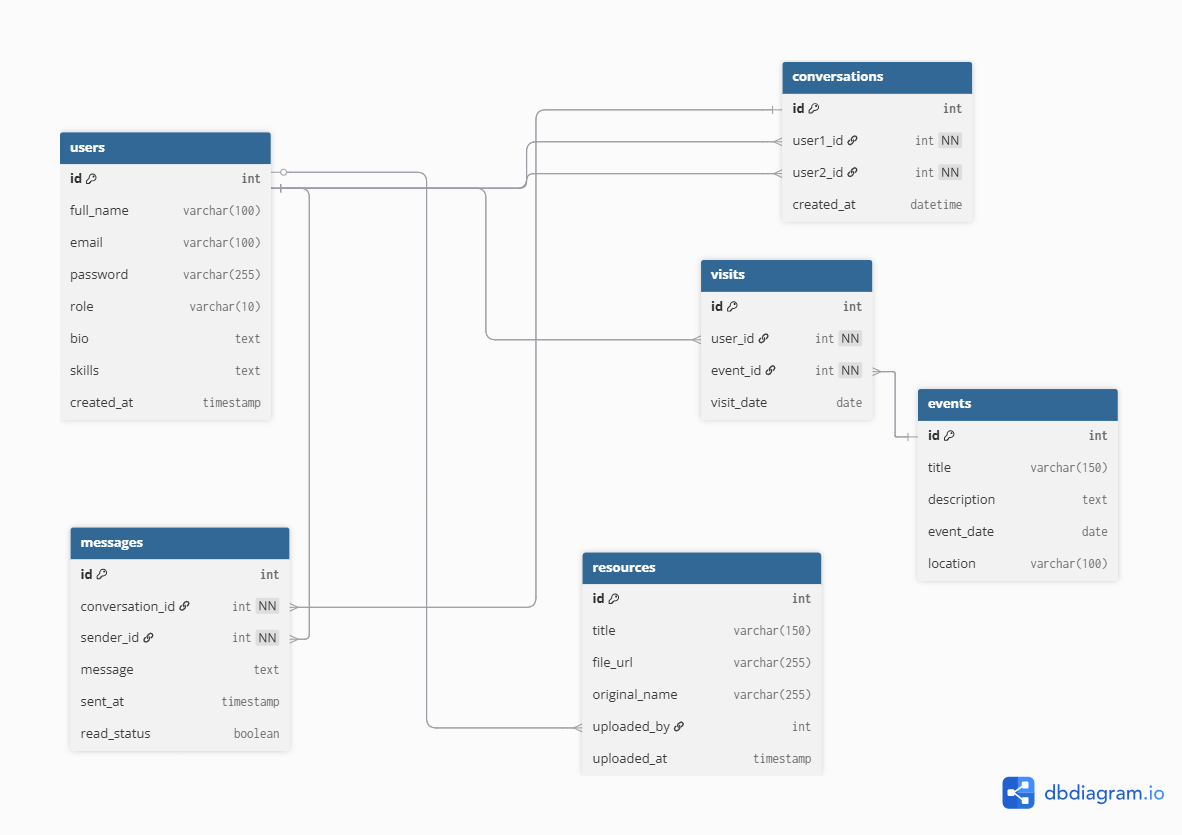 users
id int
full_name varchar(100)
email varchar(100)
password varchar(255)
role varchar(10)
bio text
skills text
created_at timestamp
conversations
id int
user1_id int NN
user2_id int NN
created_at datetime
visits
id int
user_id int NN
event_id int NN
visit_date date
events
id int
title varchar(150)
description text
event_date date
location varchar(100)
messages
id int
conversation_id int NN
sender_id int NN
message text
sent_at timestamp
read_status boolean
resources
id int
title varchar(150)
file_url varchar(255)
original_name varchar(255)
uploaded_by int
uploaded_at timestamp
dbdiagram.io